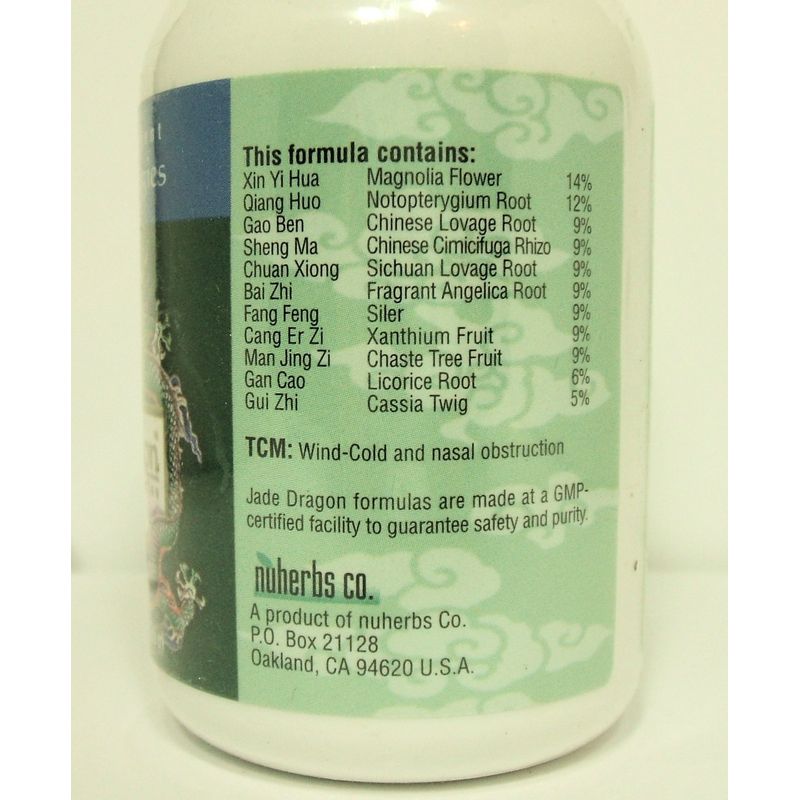 This formula contains:
Xin Yi Hua Magnolia Flower 14%
Qiang Huo Notopterygium Root 12%
Gao Ben Chinese Lovage Root 9%
Sheng Ma Chinese Cimicifuga Rhizo 9%
Chuan Xiong Sichuan Lovage Root 9%
Bai Zhi Fragrant Angelica Root 9%
Fang Feng Siler 9%
Cang Er Zi Xanthium Fruit 9%
Man Jing Zi Chaste Tree Fruit 9%
Gan Cao Licorice Root 6%
Gui Zhi Cassia Twig 5%
TCM: Wind-Cold and nasal obstruction
Jade Dragon formulas are made at a GMP-
certified facility to guarantee safety and purity.
nuherbs co.
A product of nuherbs Co.
P.O. Box 21128
Oakland, CA 94620 U.S.A.